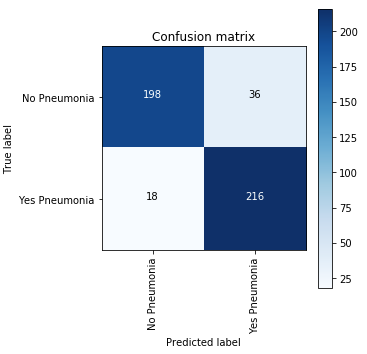 Confusion matrix
True label
No Pneumonia
198
36
Yes Pneumonia
18
216
No Pneumonia
Yes Pneumonia
Predicted label
200
175
150
125
100
75
50
25